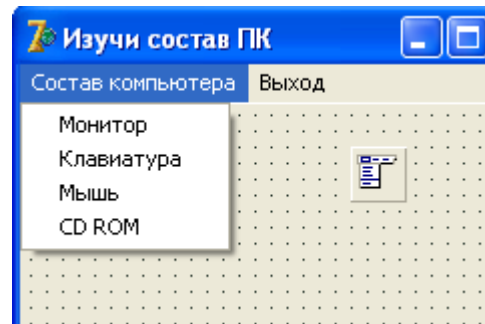 Изучи состав ПК
Состав компьютера Выход
Монитор
Клавиатура
Мышь
CD ROM